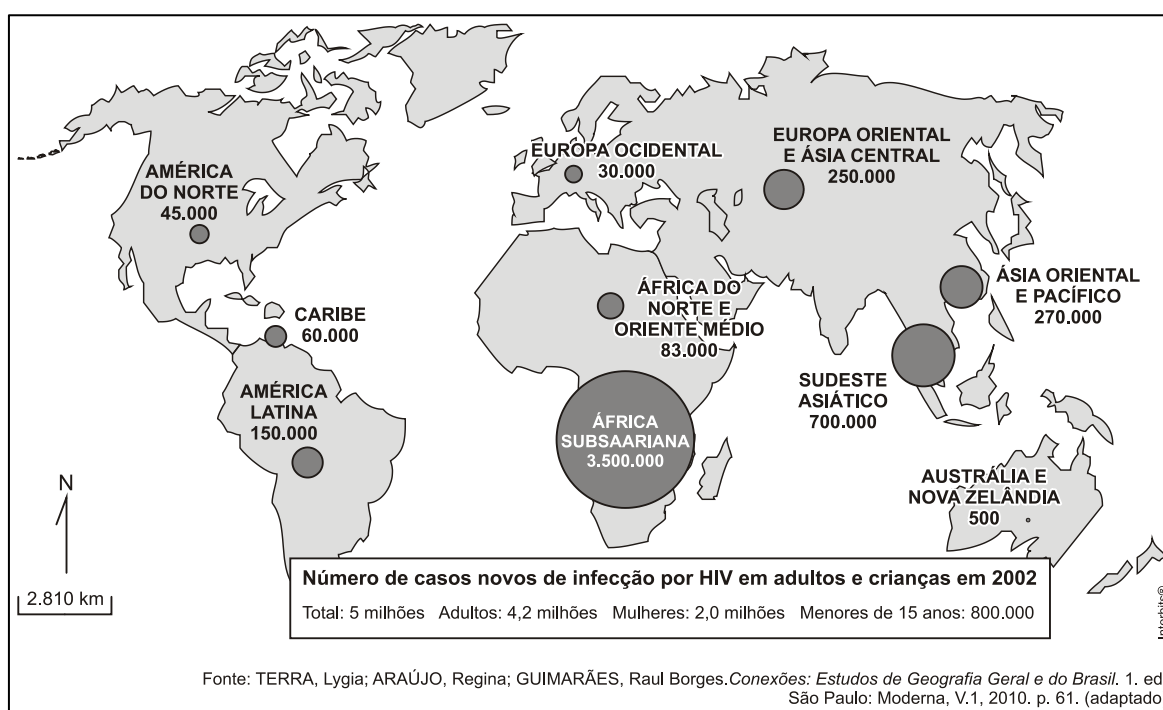 AMÉRICA
DO NORTE
45.000
EUROPA OCIDENTAL
30.000
EUROPA ORIENTAL
E ÁSIA CENTRAL
250.000
CARIBE
60.000
ÁFRICA DO
NORTE E
ORIENTE MÉDIO
83.000
ÁSIA ORIENTAL
E PACÍFICO
270.000
AMÉRICA
LATINA
150.000
ÁFRICA
SUBSAARIANA
3.500.000
SUDESTE
ASIÁTICO
700.000
AUSTRÁLIA E
NOVA ZELÂNDIA
500
N
2.810 km
Número de casos novos de infecção por HIV em adultos e crianças em 2002
Total: 5 milhões Adultos: 4,2 milhões Mulheres: 2,0 milhões Menores de 15 anos: 800.000
Interbits®
Fonte: TERRA, Lygia; ARAÚJO, Regina; GUIMARÃES, Raul Borges.Conexões: Estudos de Geografia Geral e do Brasil. 1. ed
São Paulo: Moderna, V.1, 2010. p. 61. (adaptado